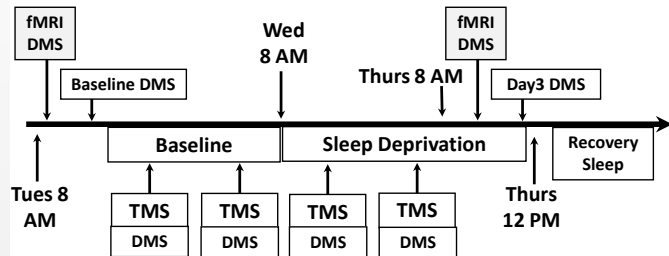 fMRI
DMS
Wed
8 AM
fMRI
DMS
Thurs 8 AM
Baseline DMS
Day3 DMS
Baseline
Sleep Deprivation
Recovery
Sleep
Tues 8
AM
TMS
DMS
TMS
DMS
TMS
DMS
TMS
DMS
Thurs
12 PM